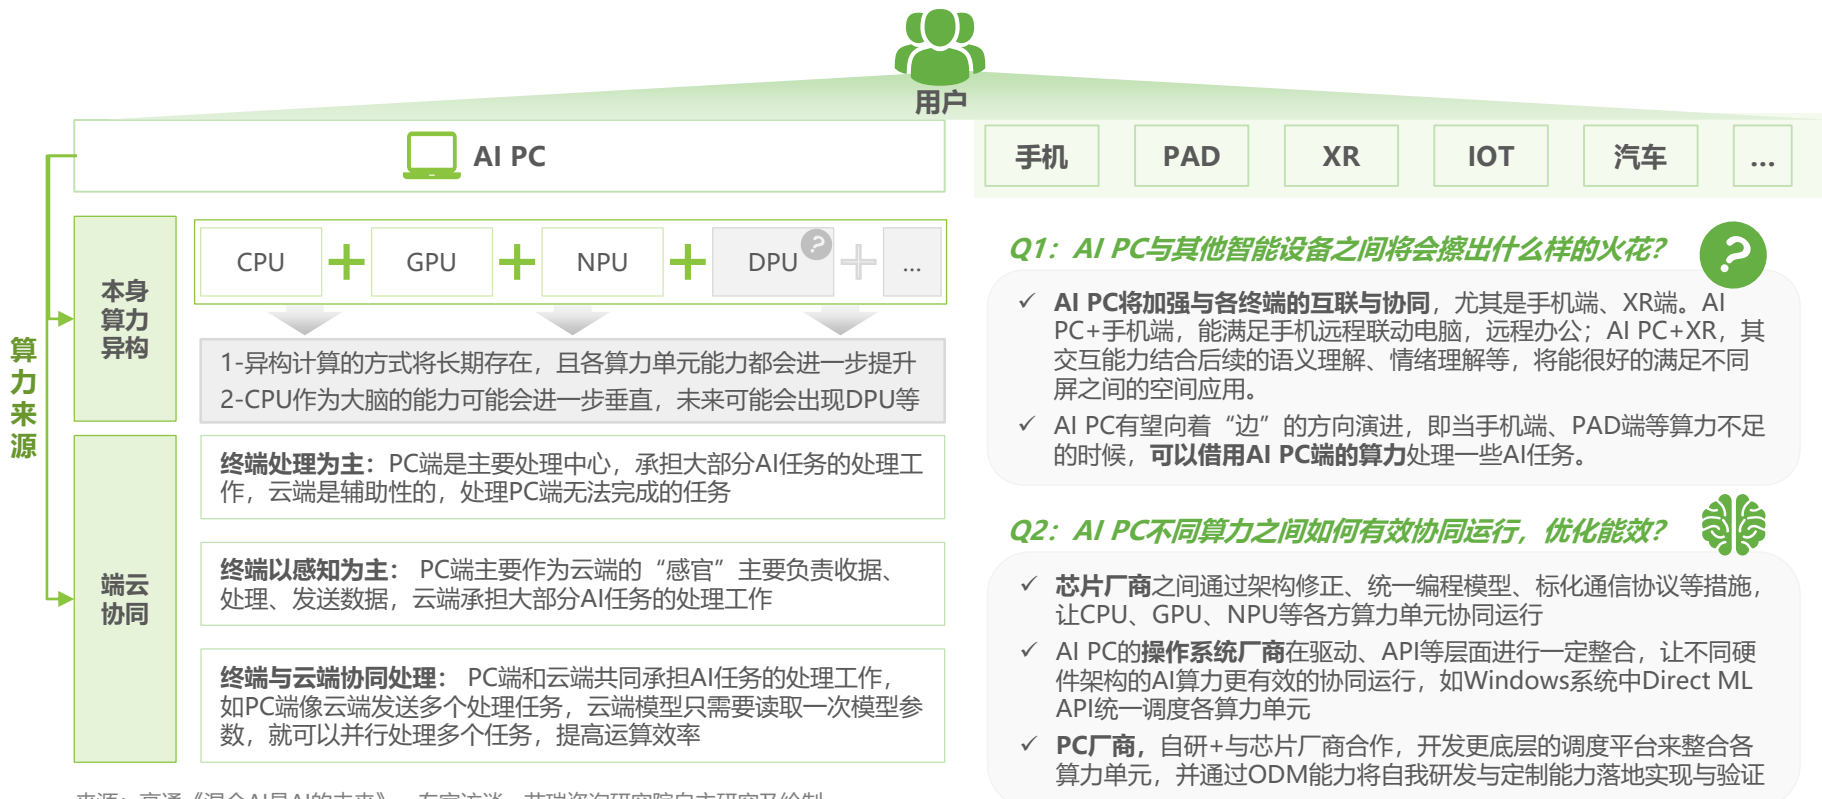 用户
AI PC
手机
PAD
XR
IOT
汽车
...
算力来源
本身
算力
异构
CPU
GPU
NPU
DPU
?
...
1-异构计算的方式将长期存在，且各算力单元能力都会进一步提升
2-CPU作为大脑的能力可能会进一步垂直，未来可能会出现DPU等
端云
协同
终端处理为主：PC端是主要处理中心，承担大部分AI任务的处理工
作，云端是辅助性的，处理PC端无法完成的任务
终端以感知为主： PC端主要作为云端的“感官”主要负责收据、
处理、发送数据，云端承担大部分AI任务的处理工作
终端与云端协同处理： PC端和云端共同承担AI任务的处理工作，
如PC端像云端发送多个处理任务，云端模型只需要读取一次模型参
数，就可以并行处理多个任务，提高运算效率
Q1：AI PC与其他智能设备之间将会擦出什么样的火花？
?
✓ AI PC将加强与各终端的互联与协同，尤其是手机端、XR端。AI
PC+手机端，能满足手机远程联动电脑，远程办公；AI PC+XR，其
交互能力结合后续的语义理解、情绪理解等，将能很好的满足不同
屏之间的空间应用。
✓ AI PC有望向着“边”的方向演进，即当手机端、PAD端等算力不足
的时候，可以借用AI PC端的算力处理一些AI任务。
Q2：AI PC不同算力之间如何有效协同运行，优化能效？
✓ 芯片厂商之间通过架构修正、统一编程模型、标化通信协议等措施，
让CPU、GPU、NPU等各方算力单元协同运行
✓ AI PC的操作系统厂商在驱动、API等层面进行一定整合，让不同硬
件架构的AI算力更有效的协同运行，如Windows系统中Direct ML
API统一调度各算力单元
✓ PC厂商，自研+与芯片厂商合作，开发更底层的调度平台来整合各
算力单元，并通过ODM能力将自我研发与定制能力落地实现与验证